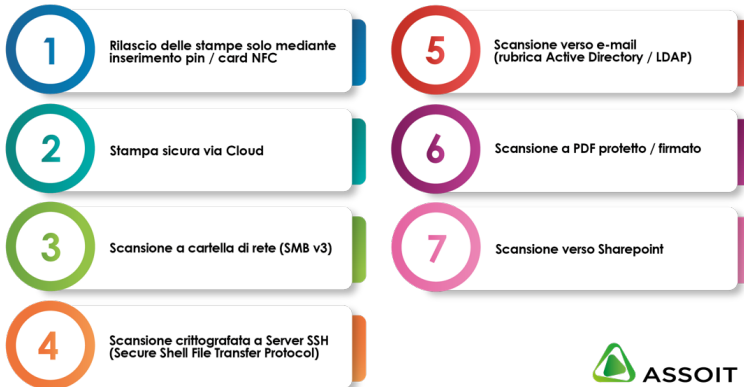 1
Rilascio delle stampe solo mediante
inserimento pin / card NFC
2
Stampa sicura via Cloud
3
Scansione a cartella di rete (SMB v3)
4
Scansione crittografata a Server SSH
(Secure Shell File Transfer Protocol)
5
Scansione verso e-mail
(rubrica Active Directory / LDAP)
6
Scansione a PDF protetto / firmato
7
Scansione verso Sharepoint
ASSOIT